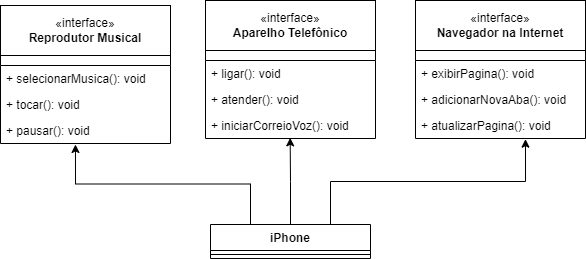 «interface»
Reprodutor Musical
+ selecionarMusica(): void
+ tocar(): void
+ pausar(): void
«interface»
Aparelho Telefônico
+ ligar(): void
+ atender(): void
+ iniciarCorreioVoz(): void
«interface»
Navegador na Internet
+ exibirPagina(): void
+ adicionarNovaAba(): void
+ atualizarPagina(): void
iPhone